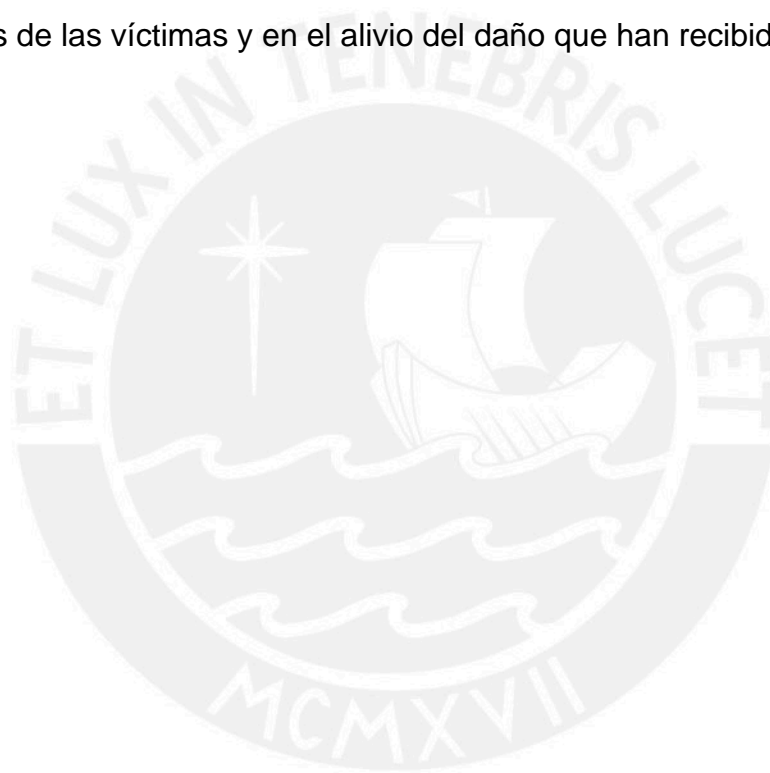 s de las víctimas y en el alivio del daño que han recibid
ET LUX IN TENEBRIS LUCET
MCMXVII